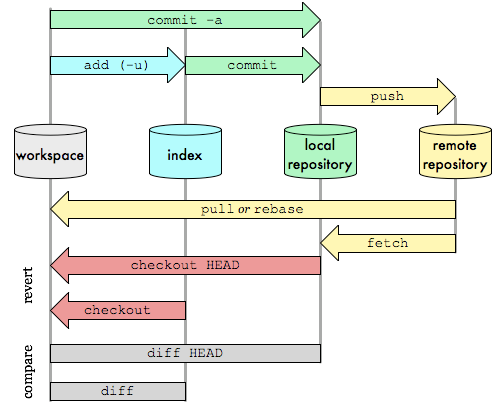 commit -a
add (-u)
commit
push
workspace
index
local
repository
remote
repository
pull or rebase
fetch
revert
checkout HEAD
checkout
compare
diff HEAD
diff